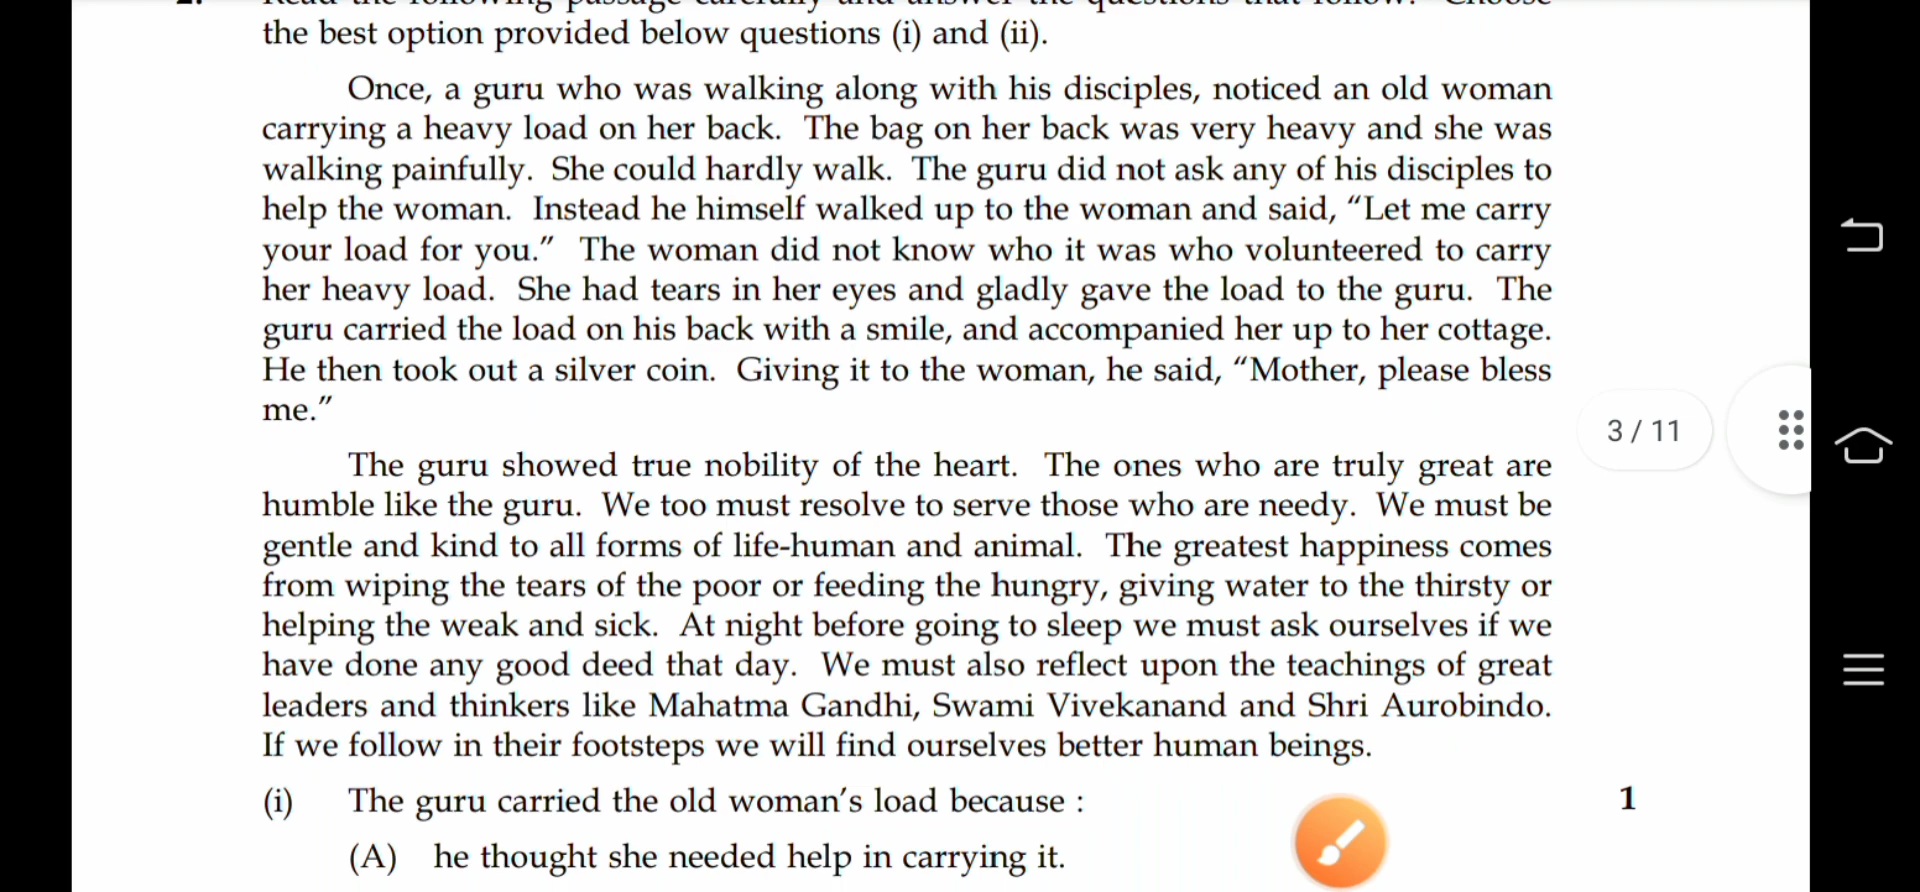 the best option provided below questions (i) and (ii).
Once, a guru who was walking along with his disciples, noticed an old woman
carrying a heavy load on her back. The bag on her back was very heavy and she was
walking painfully. She could hardly walk. The guru did not ask any of his disciples to
help the woman. Instead he himself walked up to the woman and said, “Let me carry
your load for you.” The woman did not know who it was who volunteered to carry
her heavy load. She had tears in her eyes and gladly gave the load to the guru. The
guru carried the load on his back with a smile, and accompanied her up to her cottage.
He then took out a silver coin. Giving it to the woman, he said, “Mother, please bless
me.”
3 / 11
The guru showed true nobility of the heart. The ones who are truly great are
humble like the guru. We too must resolve to serve those who are needy. We must be
gentle and kind to all forms of life-human and animal. The greatest happiness comes
from wiping the tears of the poor or feeding the hungry, giving water to the thirsty or
helping the weak and sick. At night before going to sleep we must ask ourselves if we
have done any good deed that day. We must also reflect upon the teachings of great
leaders and thinkers like Mahatma Gandhi, Swami Vivekanand and Shri Aurobindo.
If we follow in their footsteps we will find ourselves better human beings.
(i) The guru carried the old woman’s load because : 1
(A) he thought she needed help in carrying it.